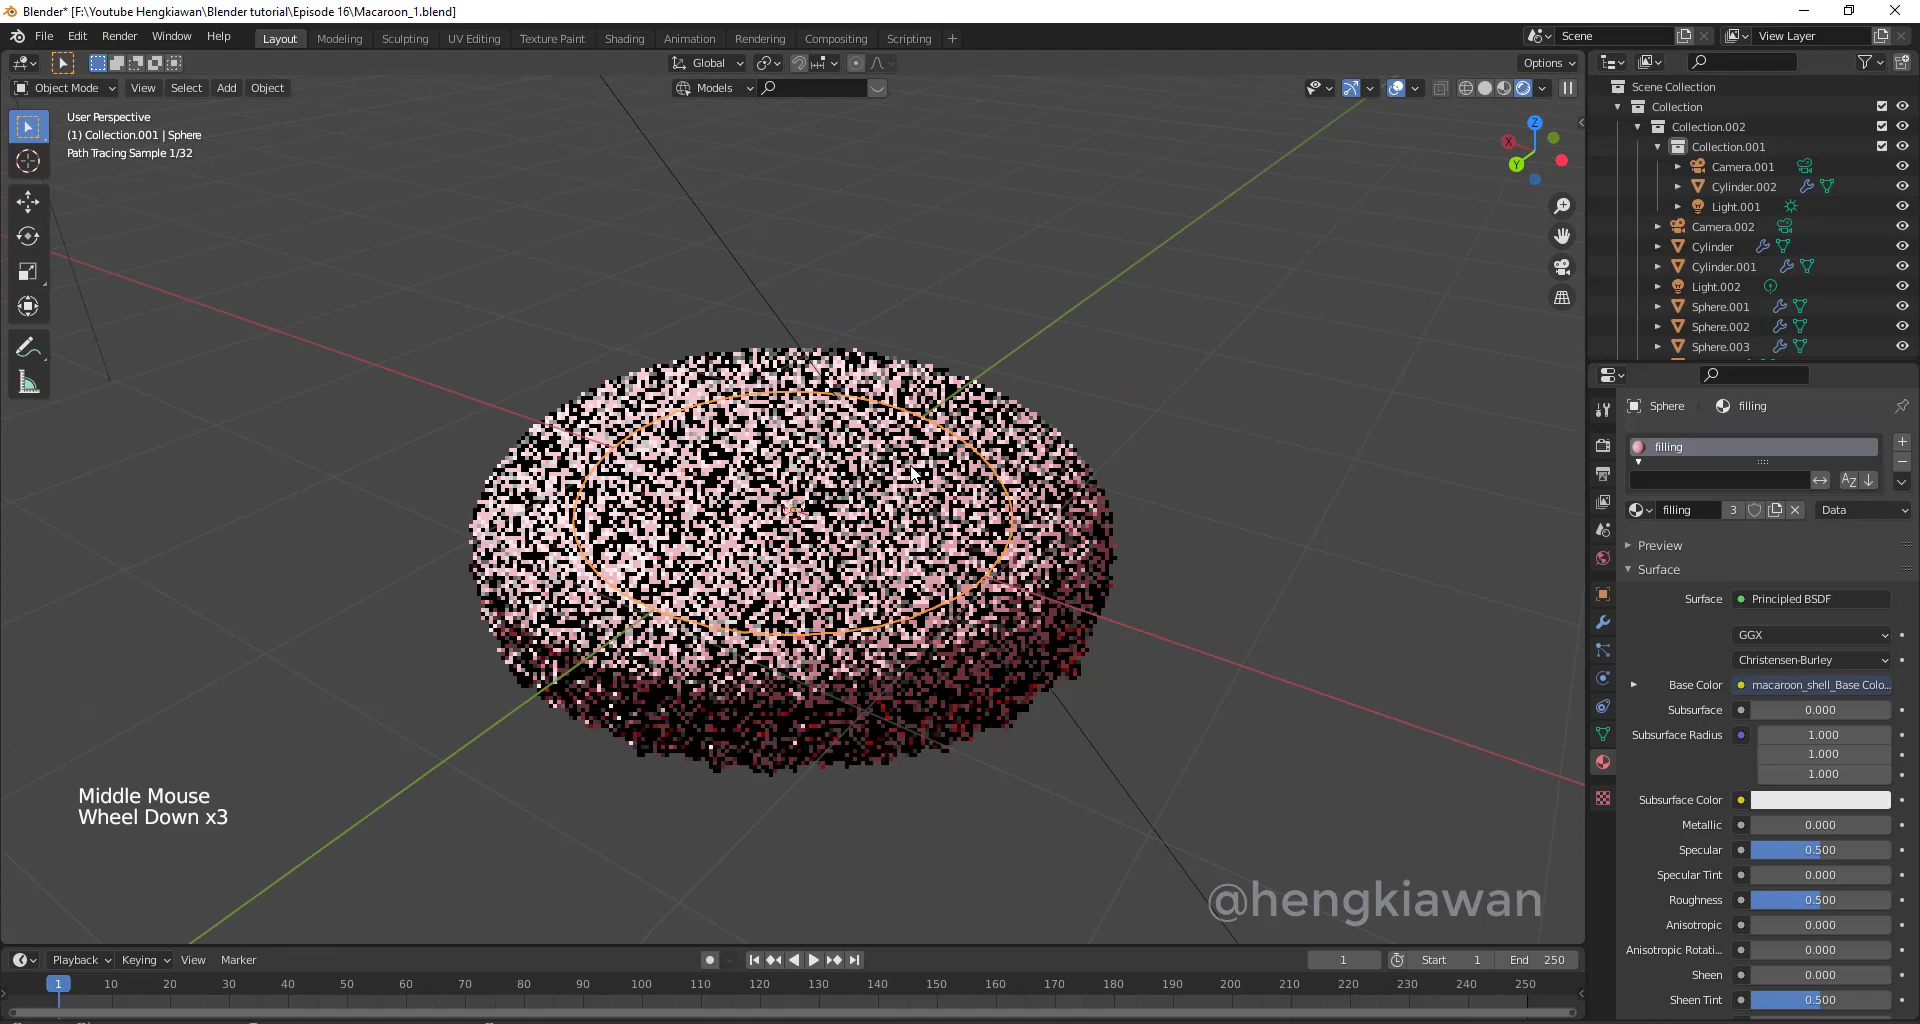 Blender* [F:\Youtube Hengkiawan\Blender tutorial\Episode 16\Macaroon_1.blend]
File Edit Render Window Help Layout Modeling Sculpting UV Editing Texture Paint Shading Animation Rendering Compositing Scripting + Scene View Layer
Global Options
Object Mode View Select Add Object Models
User Perspective
(1) Collection.001 | Sphere
Path Tracing Sample 1/32
Z
X
Y
Middle Mouse
Wheel Down x3
@hengkiawan
Scene Collection
Collection
Collection.002
Collection.001
Camera.001
Cylinder.002
Light.001
Camera.002
Cylinder
Cylinder.001
Light.002
Sphere.001
Sphere.002
Sphere.003
Sphere filling
filling
filling 3 Data
Preview
Surface
Surface Principled BSDF
GGX
Christensen-Burley
Base Color macaroon_shell_Base Colo...
Subsurface 0.000
Subsurface Radius 1.000
1.000
1.000
Subsurface Color
Metallic 0.000
Specular 0.500
Specular Tint 0.000
Roughness 0.500
Anisotropic 0.000
Anisotropic Rotati... 0.000
Sheen 0.000
Sheen Tint 0.500
Playback Keying View Marker 1 Start 1 End 250
1 10 20 30 40 50 60 70 80 90 100 110 120 130 140 150 160 170 180 190 200 210 220 230 240 250